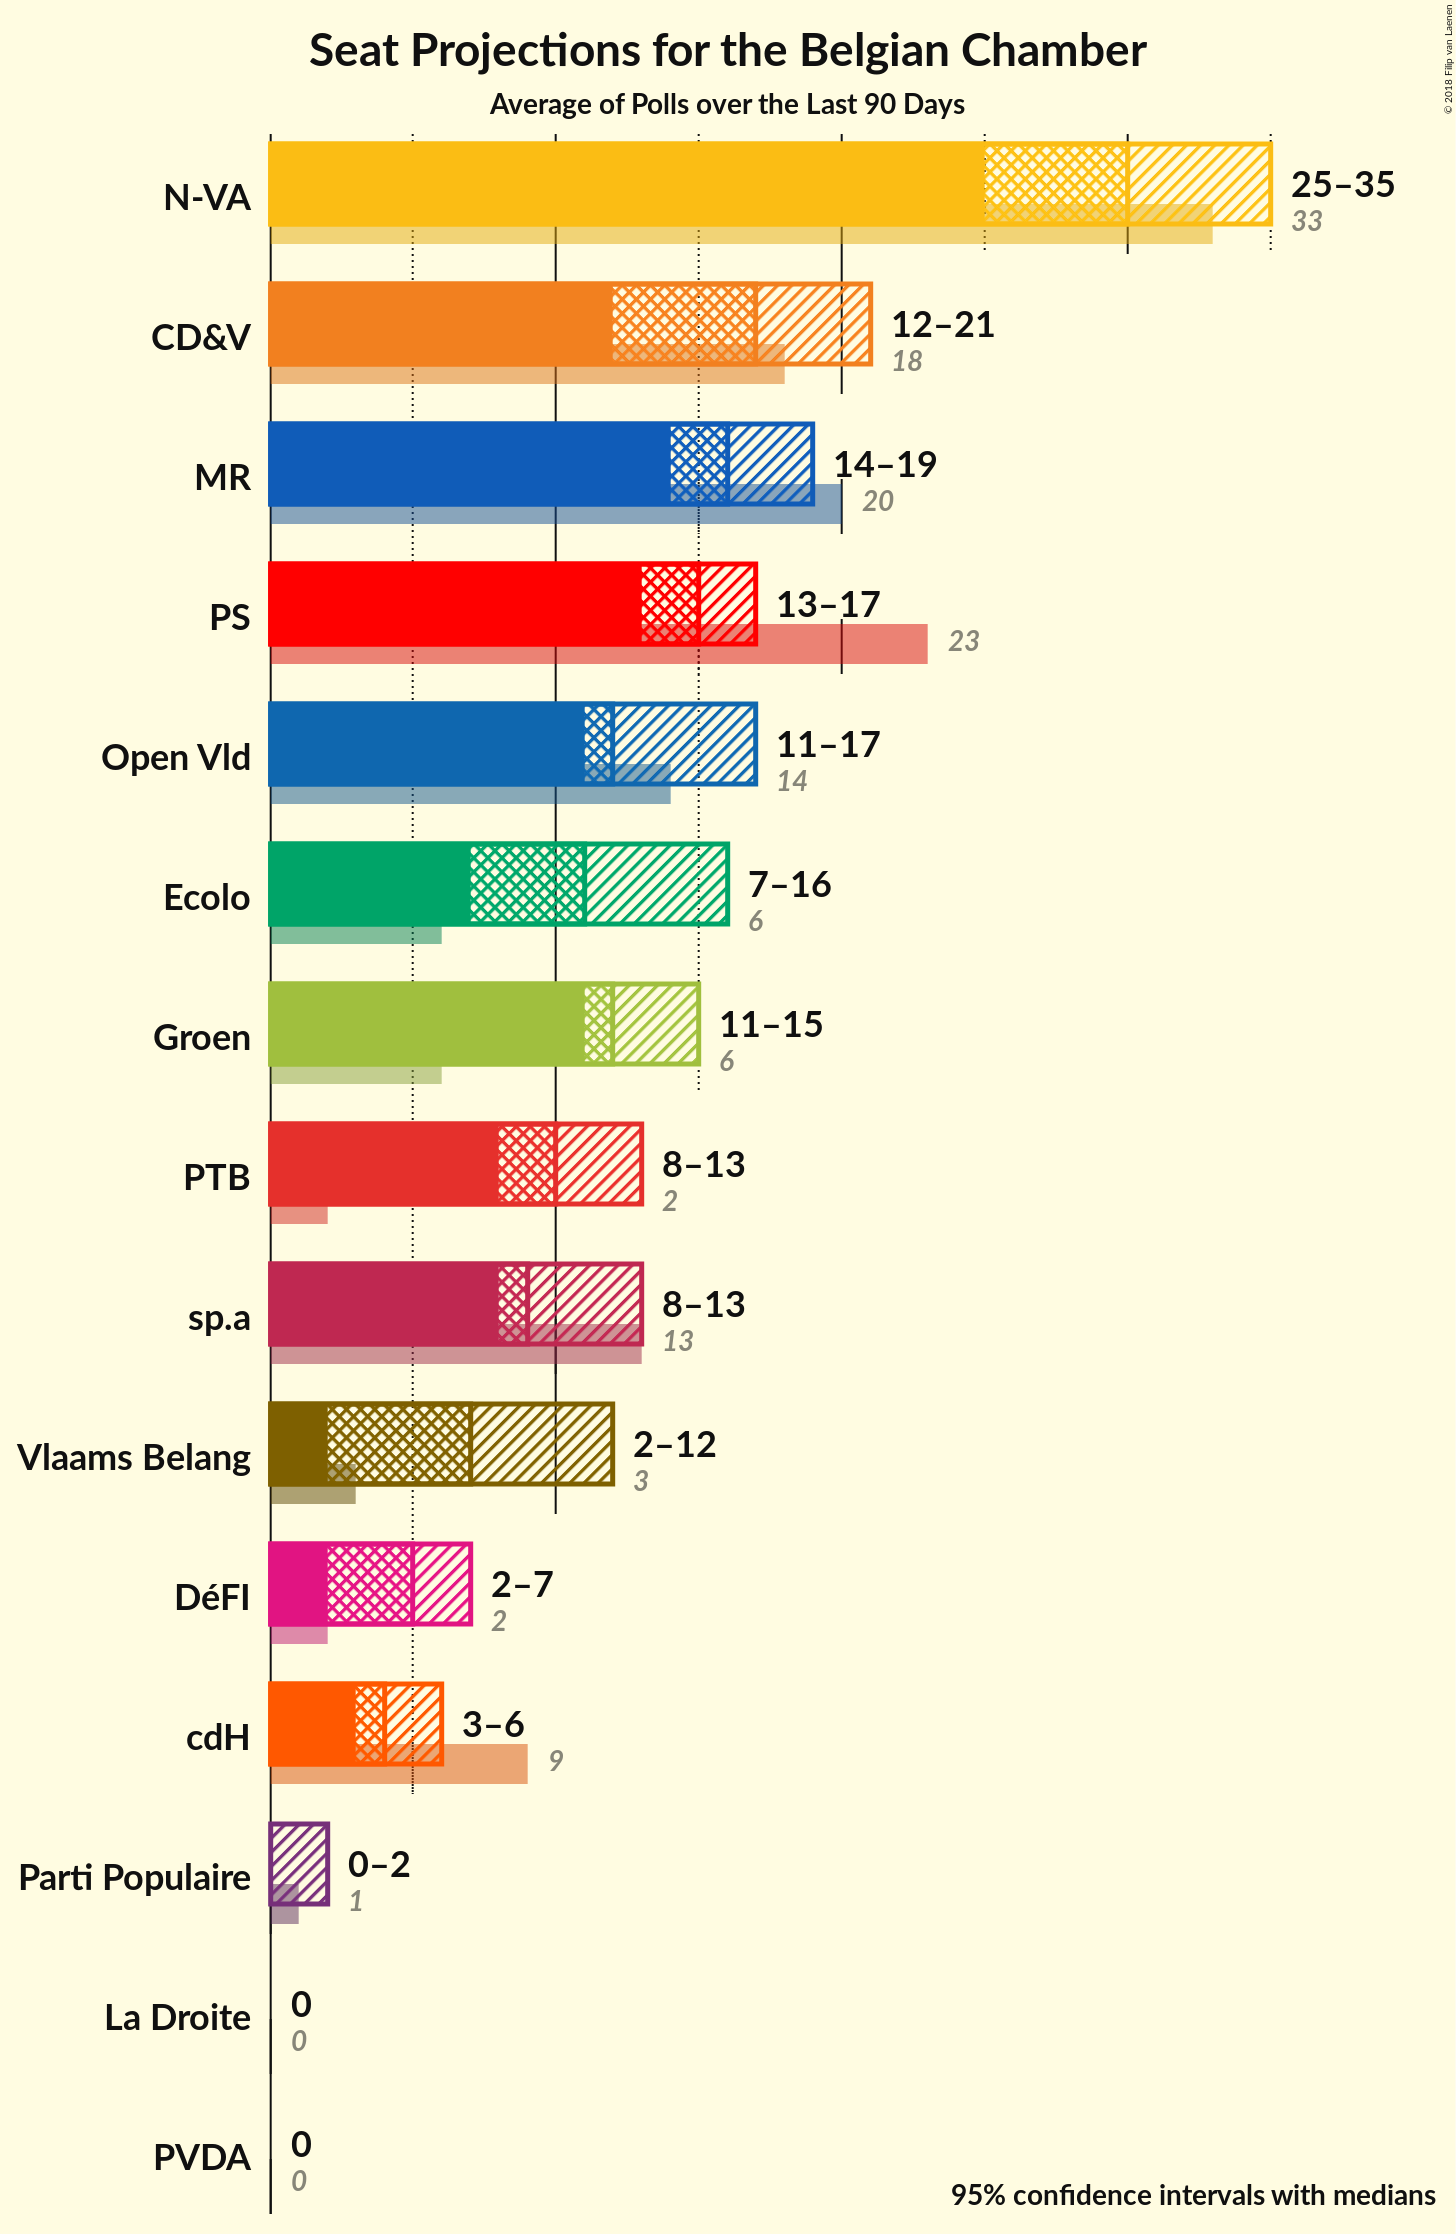 Seat Projections for the Belgian Chamber
Average of Polls over the Last 90 Days
© 2018 Filip van Laenen
N-VA
25–35
33
CD&V
12–21
18
MR
14–19
20
PS
13–17
23
Open Vld
11–17
14
Ecolo
7–16
6
Groen
11–15
6
PTB
8–13
2
sp.a
8–13
13
Vlaams Belang
2–12
3
DéFI
2–7
2
cdH
3–6
9
Parti Populaire
0–2
1
La Droite
0
0
PVDA
0
0
95% confidence intervals with medians